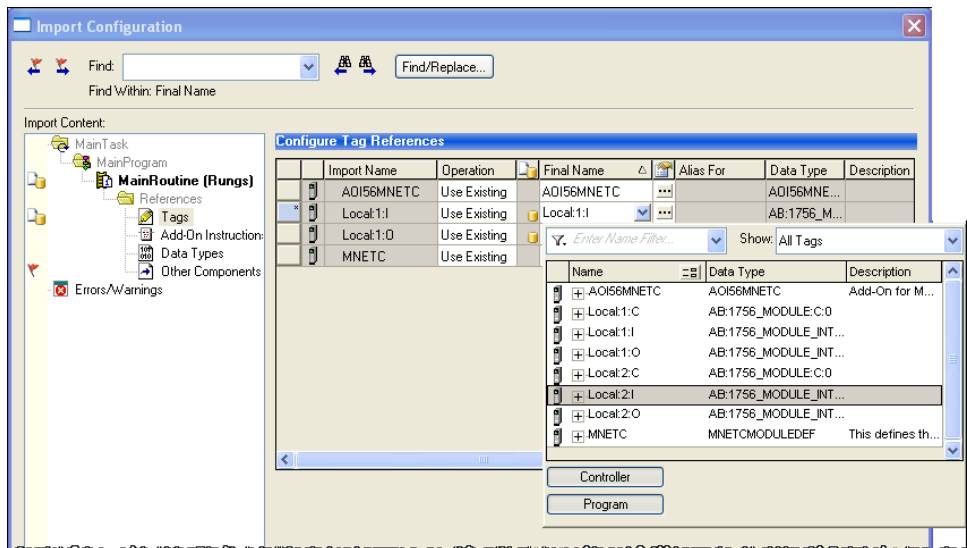 Import Configuration
Find:
Find/Replace...
Find Within: Final Name
Import Content:
MainTask
MainProgram
MainRoutine (Rungs)
References
Tags
Add-On Instruction:
Data Types
Other Components
Errors/Warnings
Configure Tag References
Import Name Operation Final Name Alias For Data Type Description
AOI56MNETC Use Existing AOI56MNETC ... AOI56MNE...
Local:1:I Use Existing Local:1:I ... AB:1756_M...
Local:1:O Use Existing
MNETC Use Existing
Enter Name Filter... Show: All Tags
Name Data Type Description
AOI56MNETC AOI56MNETC Add-On for M...
Local:1:C AB:1756_MODULE:C:0
Local:1:I AB:1756_MODULE_INT...
Local:1:O AB:1756_MODULE_INT...
Local:2:C AB:1756_MODULE:C:0
Local:2:I AB:1756_MODULE_INT...
Local:2:O AB:1756_MODULE_INT...
MNETC MNETCMODULEDEF This defines th...
Controller
Program